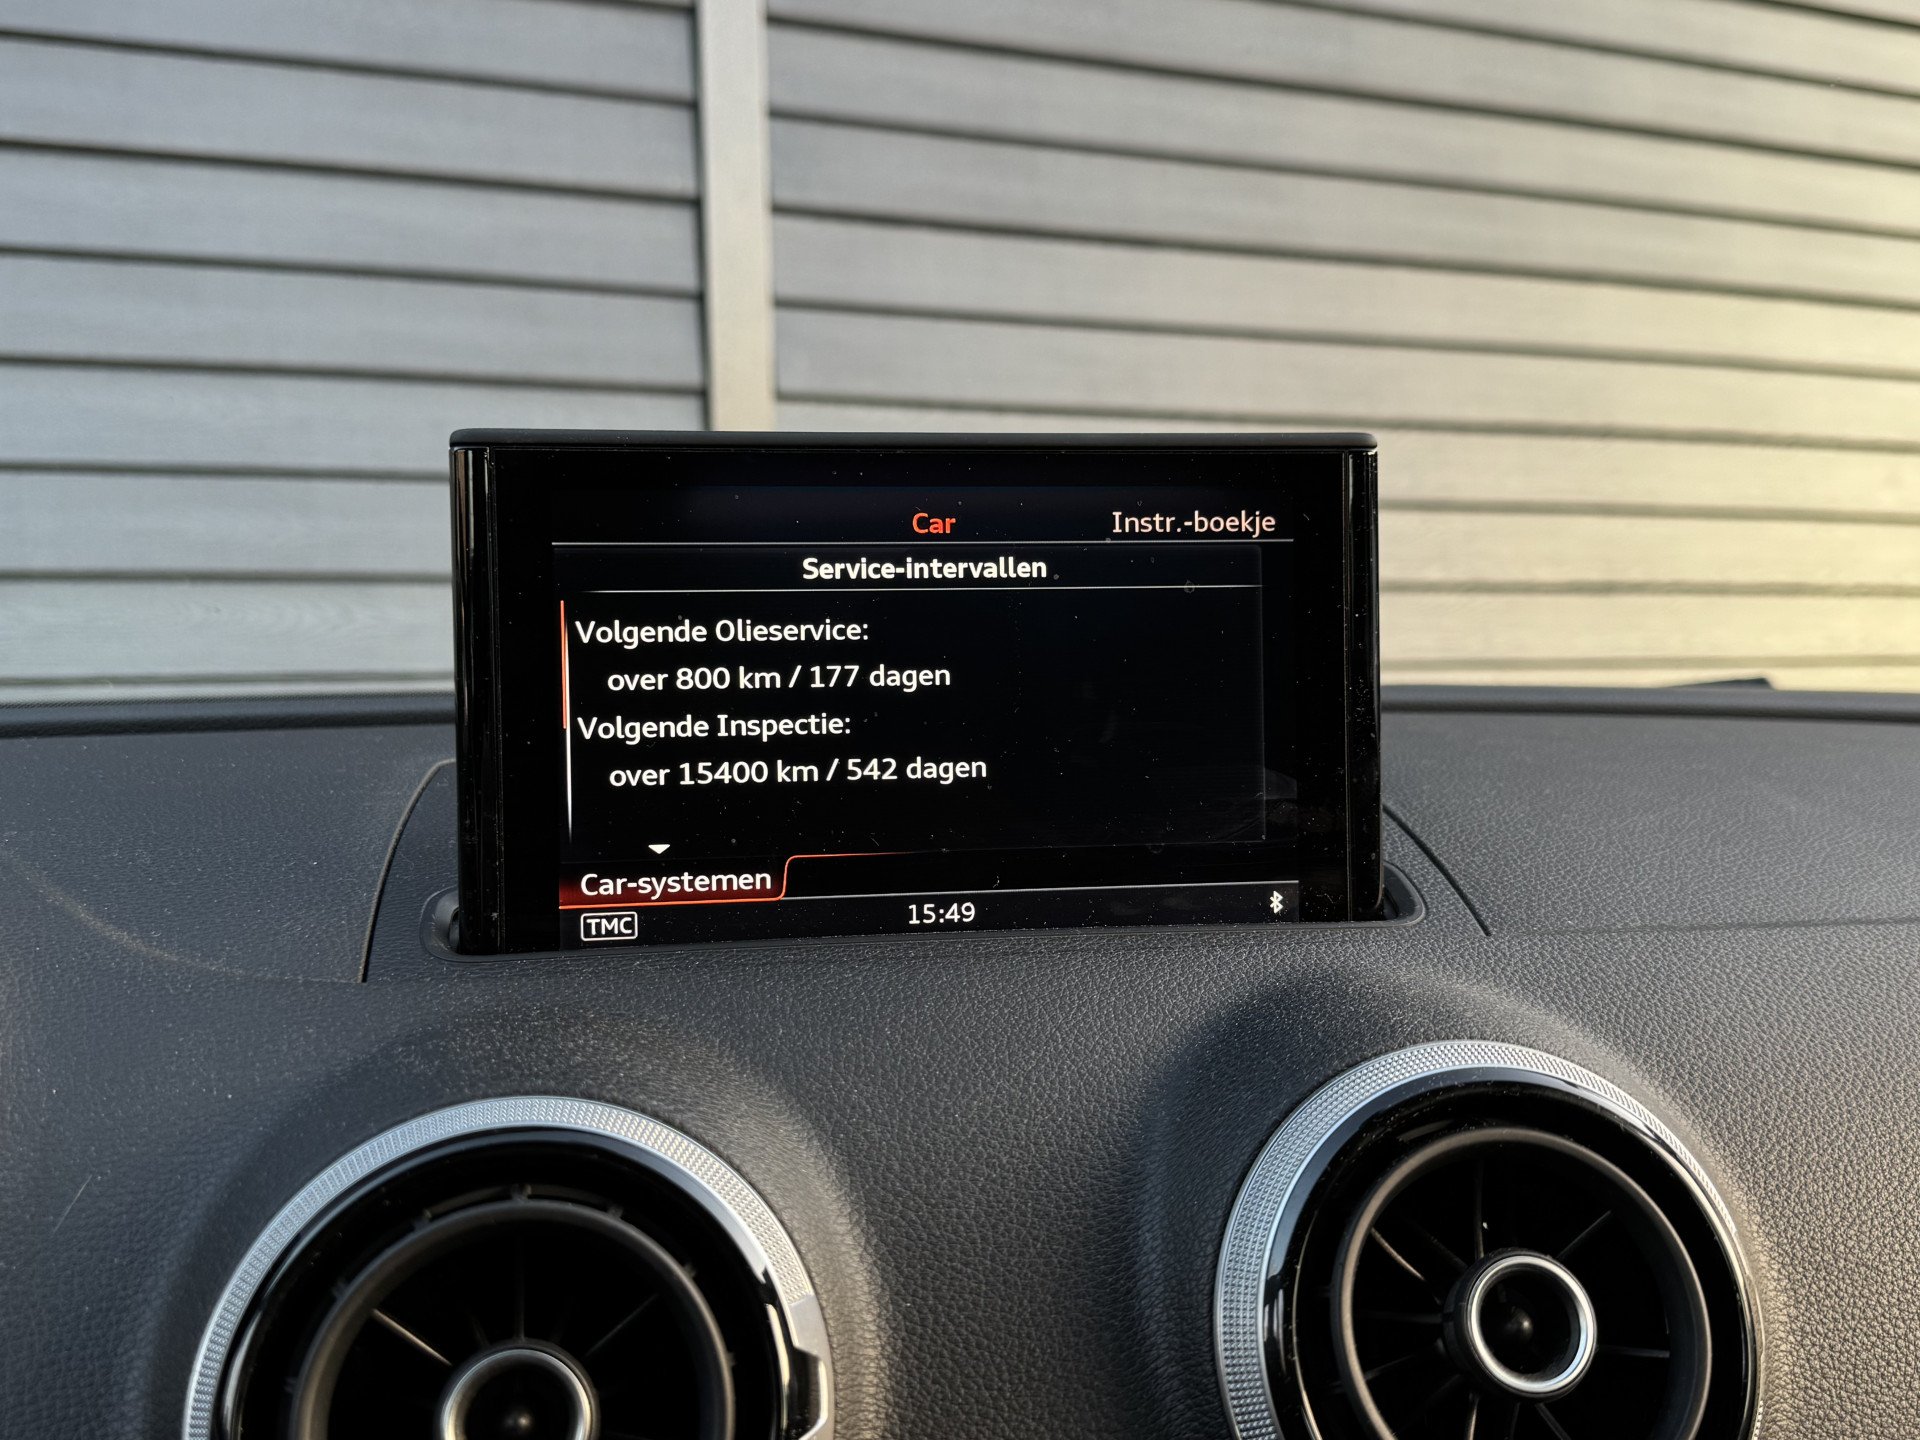 Car Instr.-boekje
Service-intervallen
Volgende Olieservice:
over 800 km / 177 dagen
Volgende Inspectie:
over 15400 km / 542 dagen
Car-systemen
TMC 15:49